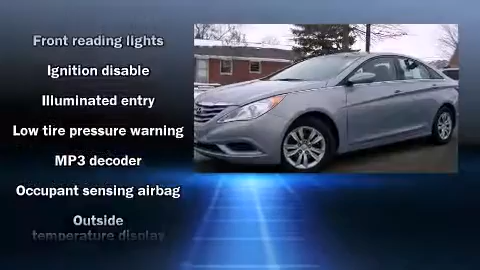 Front reading lights
Ignition disable
Illuminated entry
Low tire pressure warning
MP3 decoder
Occupant sensing airbag
Outside
temperature display